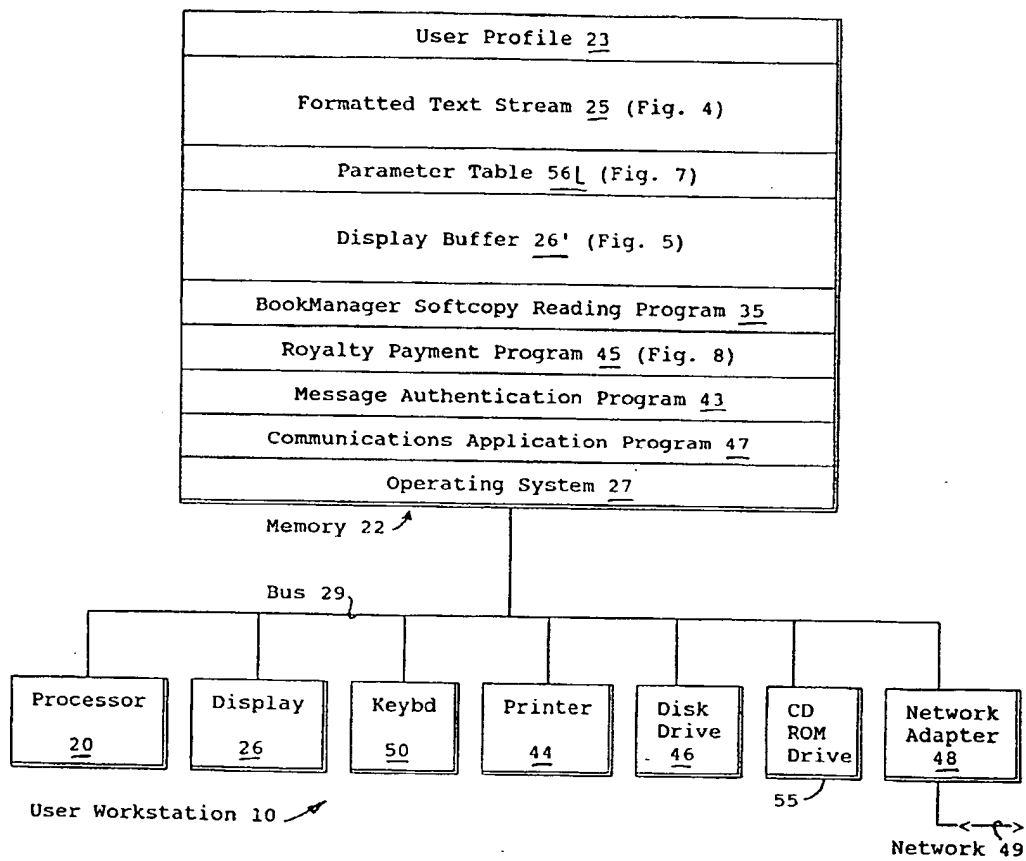 User Profile 23
Formatted Text Stream 25 (Fig. 4)
Parameter Table 56L (Fig. 7)
Display Buffer 26' (Fig. 5)
BookManager Softcopy Reading Program 35
Royalty Payment Program 45 (Fig. 8)
Message Authentication Program 43
Communications Application Program 47
Operating System 27
Memory 22
Bus 29
Processor
20
Display
26
Keybd
50
Printer
44
Disk
Drive
46
CD
ROM
Drive
55
Network
Adapter
48
User Workstation 10
Network 49